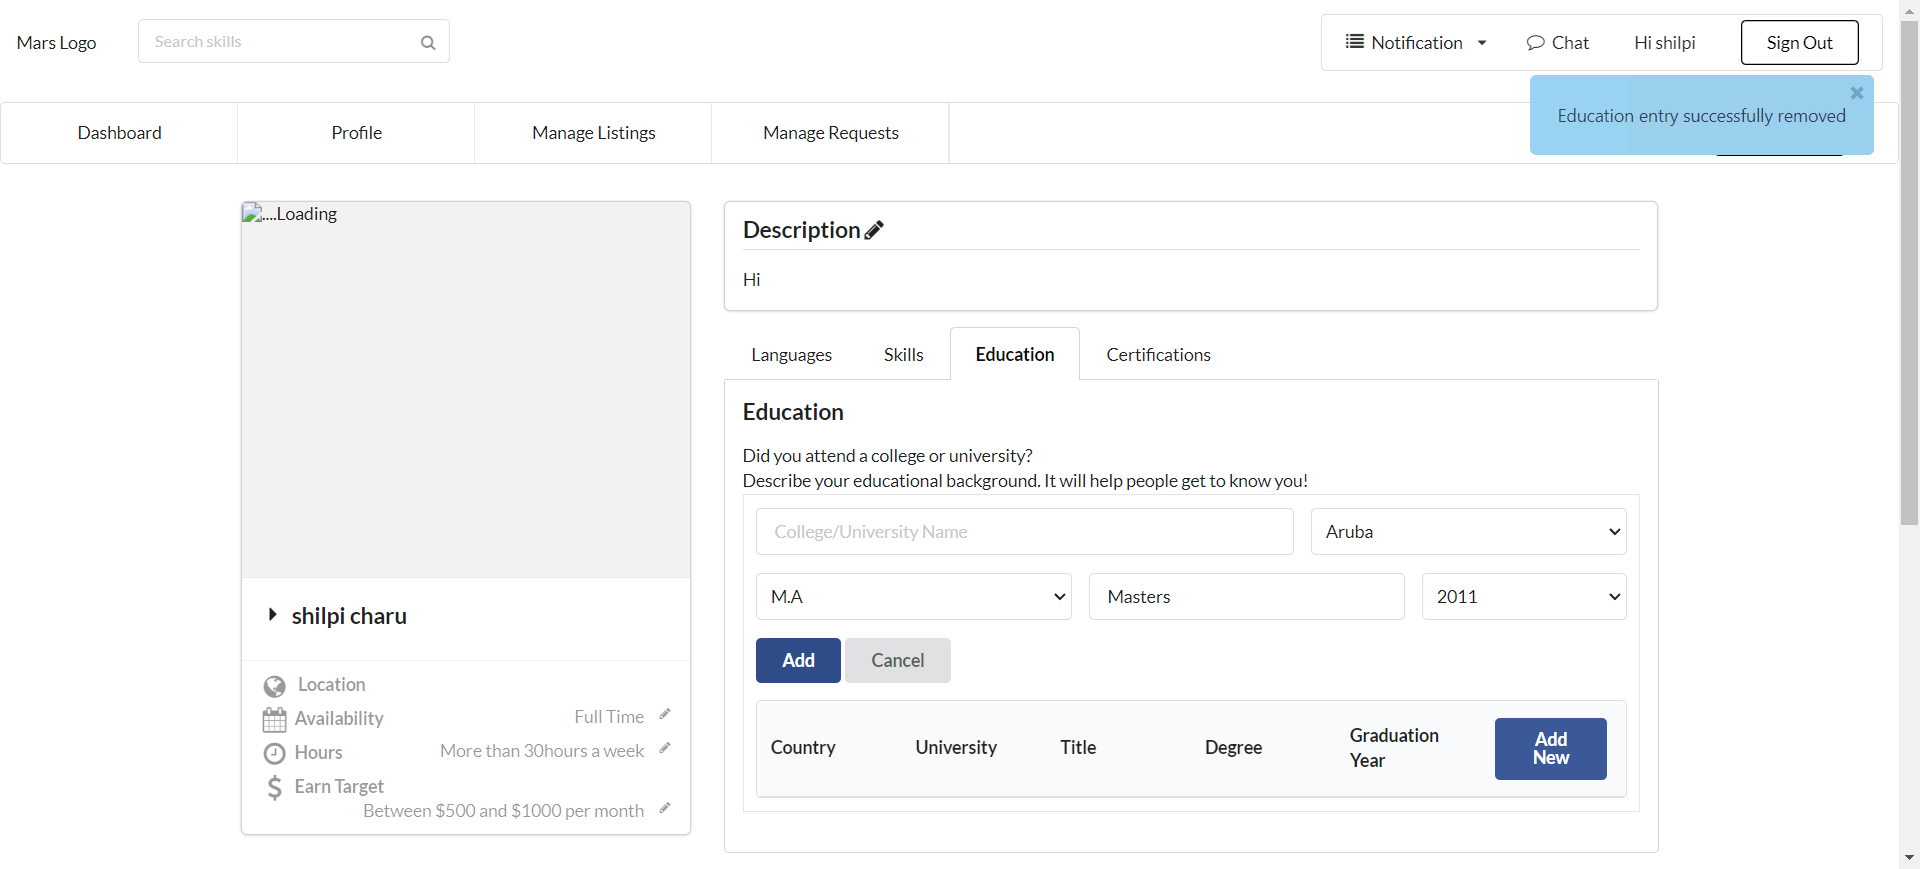 Mars Logo
Search skills
Notification
Chat
Hi shilpi
Sign Out
Education entry successfully removed
Dashboard
Profile
Manage Listings
Manage Requests
....Loading
shilpi charu
Location
Availability
Full Time
Hours
More than 30hours a week
Earn Target
Between $500 and $1000 per month
Description
Hi
Languages
Skills
Education
Certifications
Education
Did you attend a college or university?
Describe your educational background. It will help people get to know you!
College/University Name
Aruba
M.A
Masters
2011
Add
Cancel
Country
University
Title
Degree
Graduation
Year
Add
New